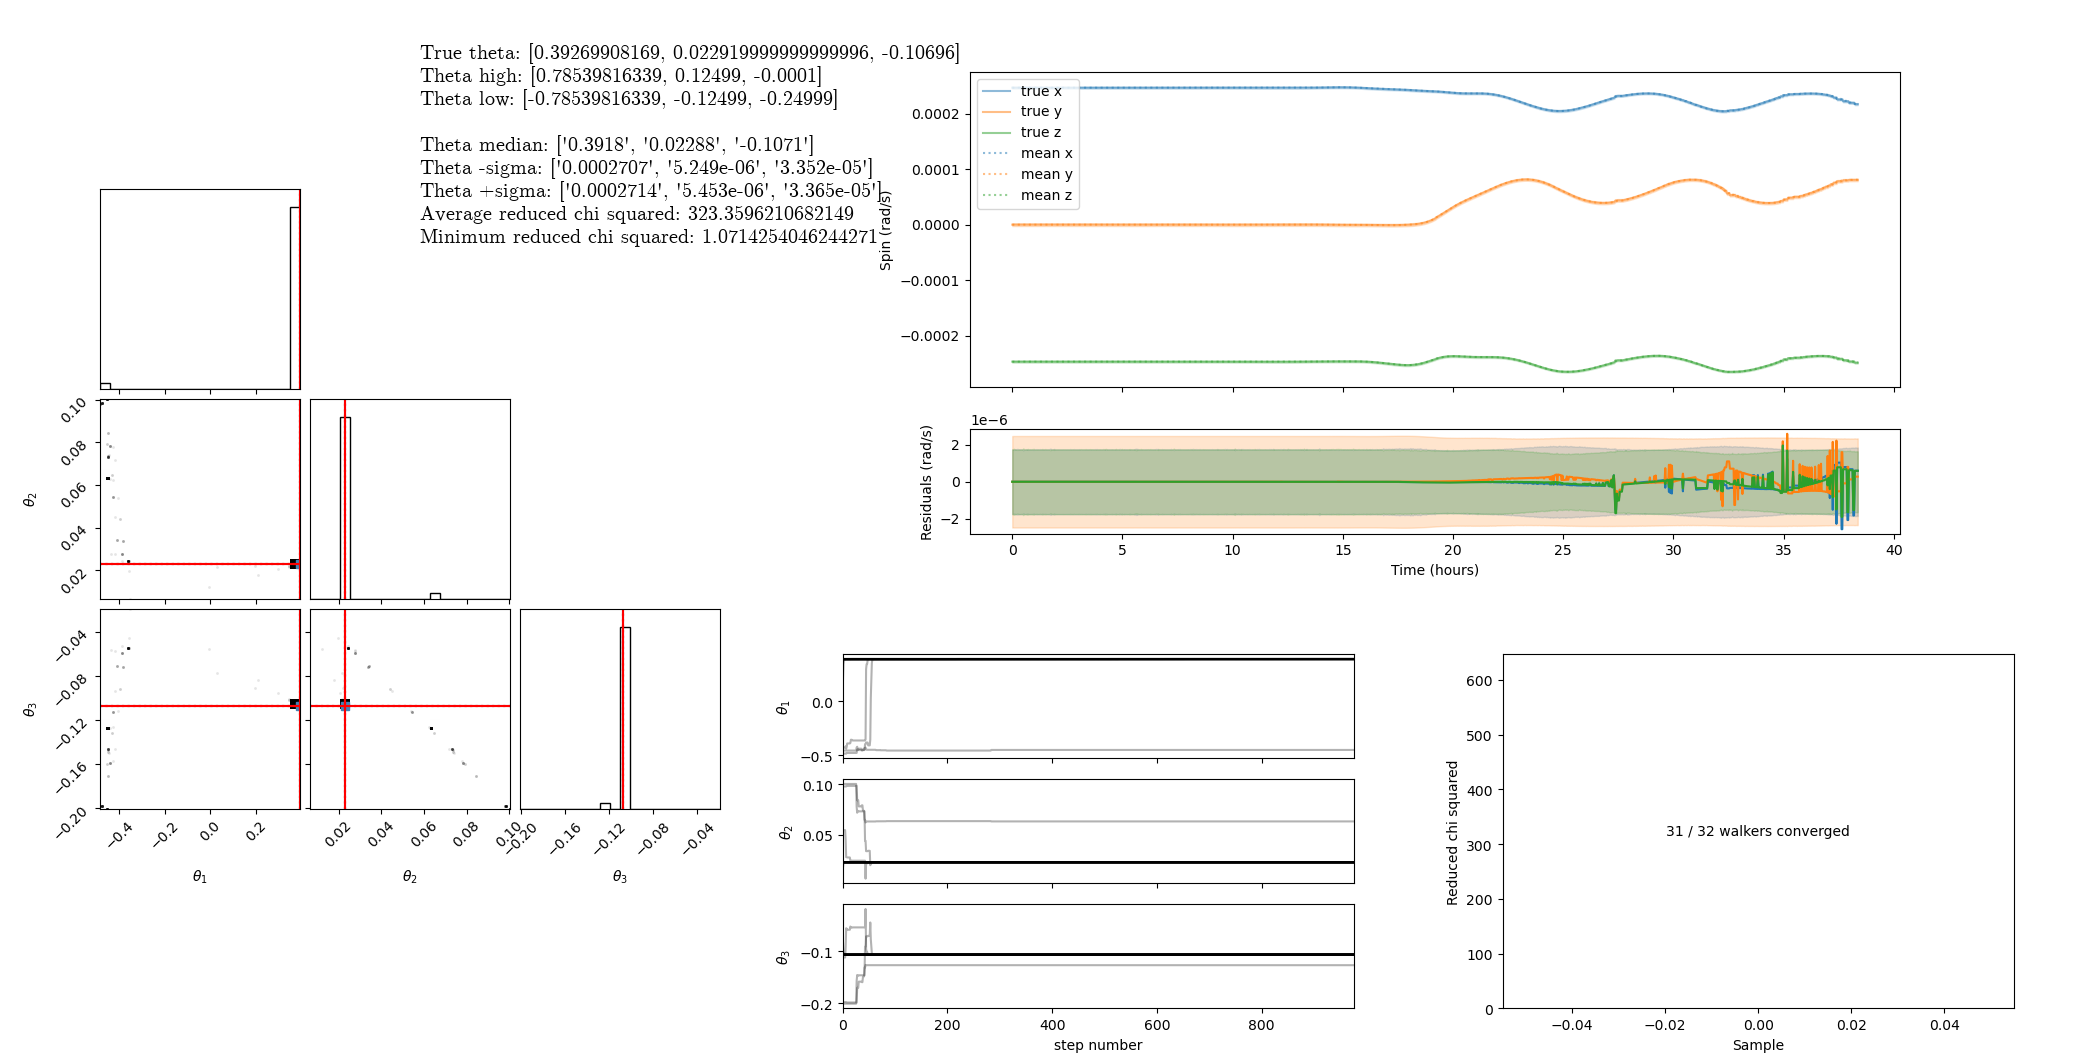 True theta: [0.39269908169, 0.022919999999999996, -0.10696]
Theta high: [0.78539816339, 0.12499, -0.0001]
Theta low: [-0.78539816339, -0.12499, -0.24999]
Theta median: ['0.3918', '0.02288', '-0.1071']
Theta -sigma: ['0.0002707', '5.249e-06', '3.352e-05']
Theta +sigma: ['0.0002714', '5.453e-06', '3.365e-05']
Average reduced chi squared: 323.3596210682149
Minimum reduced chi squared: 1.0714254046244271
true x
true y
true z
mean x
mean y
mean z
Spin (rad/s)
0.0002
0.0001
0.0000
−0.0001
−0.0002
1e−6
Residuals (rad/s)
2
0
−2
0 5 10 15 20 25 30 35 40
Time (hours)
θ2
0.10
0.08
0.06
0.04
0.02
θ3
−0.04
−0.08
−0.12
−0.16
−0.20
−0.4 −0.2 0.0 0.2
θ1
0.02 0.04 0.06 0.08 0.10
θ2
−0.20 −0.16 −0.12 −0.08 −0.04
θ3
θ1
0.0
−0.5
θ2
0.10
0.05
θ3
−0.1
−0.2
0 200 400 600 800
step number
Reduced chi squared
600
500
400
300
200
100
0
31 / 32 walkers converged
−0.04 −0.02 0.00 0.02 0.04
Sample